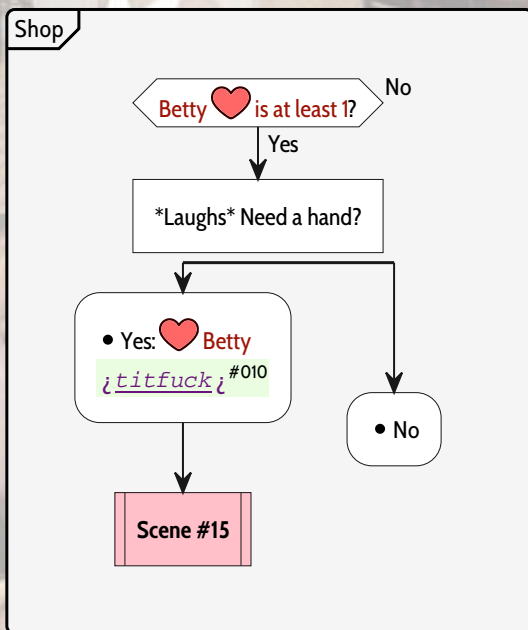 Shop
Betty ❤ is at least 1?
No
Yes
*Laughs* Need a hand?
• Yes: ❤ Betty
¿titfuck¿ #010
• No
Scene #15